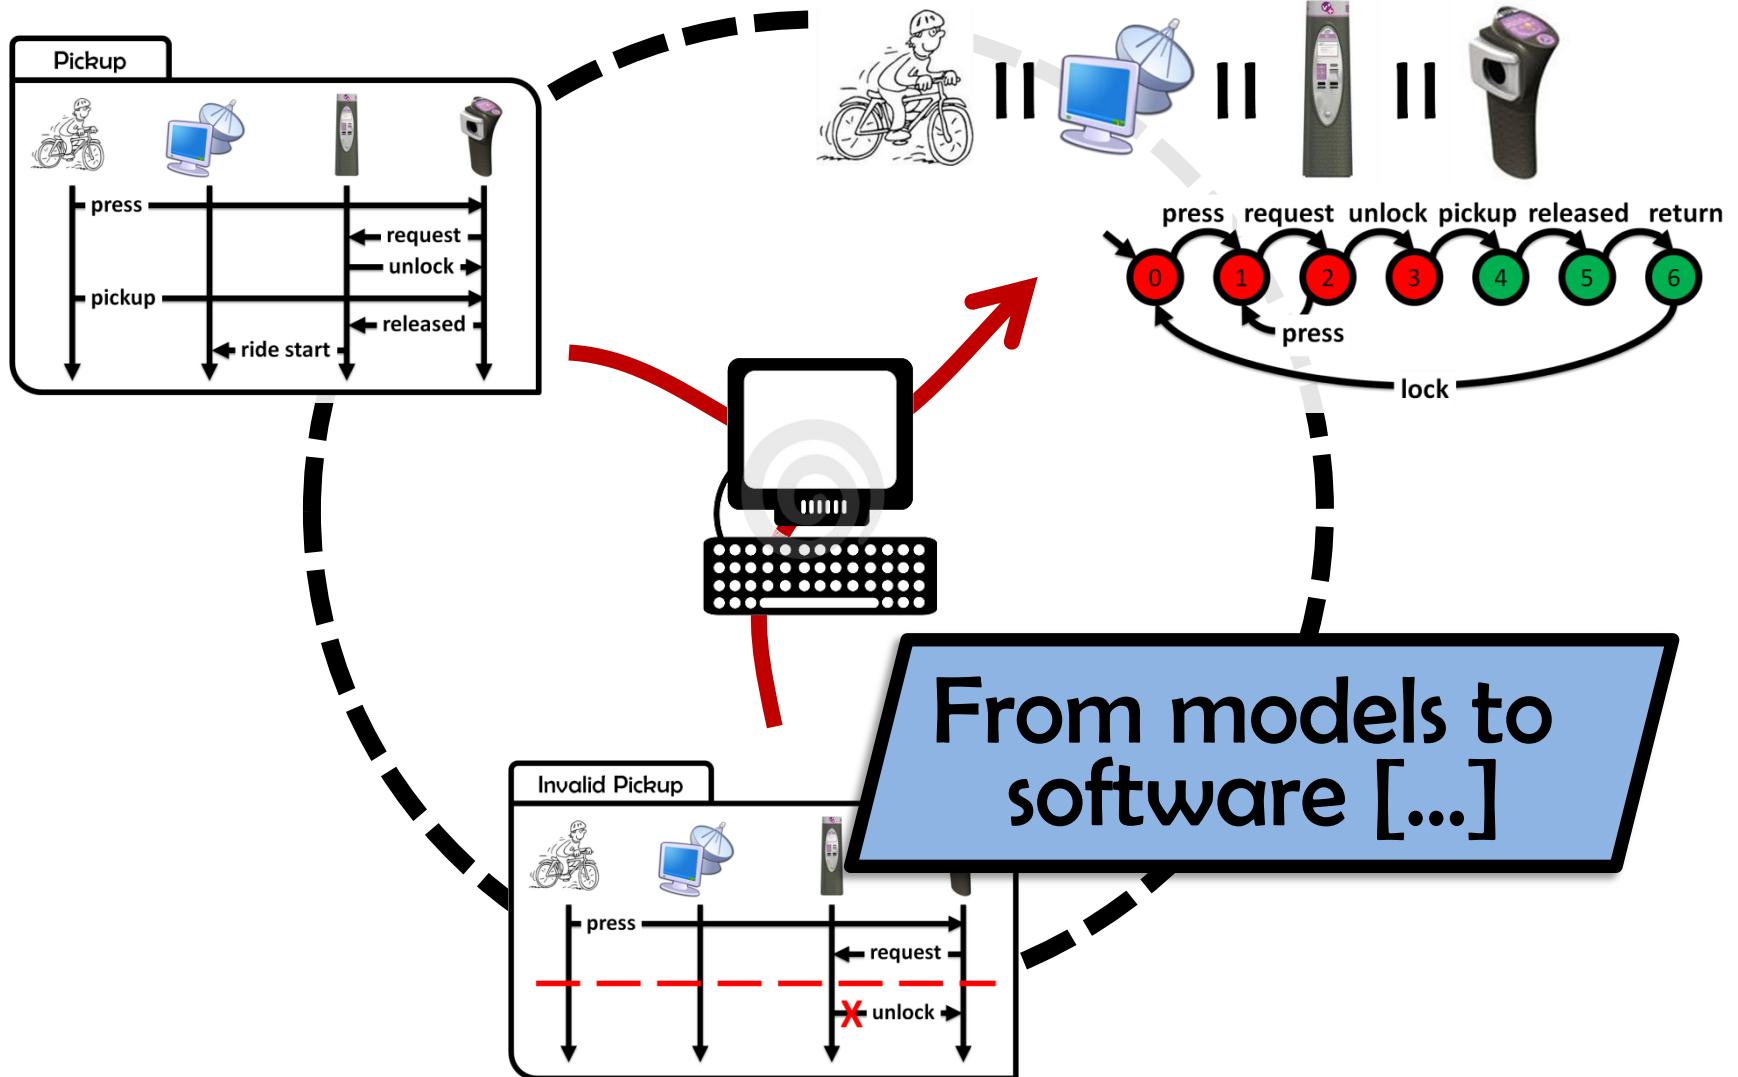 Pickup
press
request
unlock
pickup
released
ride start
press request unlock pickup released return
0 1 2 3 4 5 6
press
lock
From models to
software [...]
Invalid Pickup
press
request
X unlock